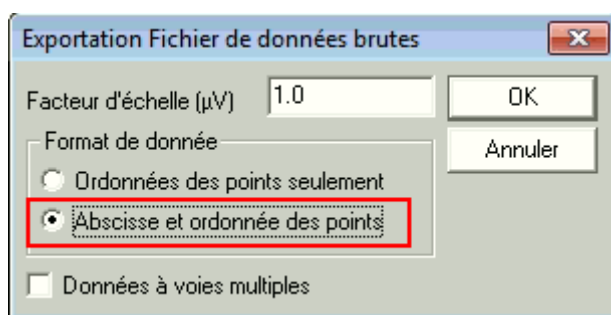 Exportation Fichier de données brutes
Facteur d'échelle (µV) 1.0
OK
Format de donnée
Annuler
Ordonnées des points seulement
Abscisse et ordonnée des points
Données à voies multiples